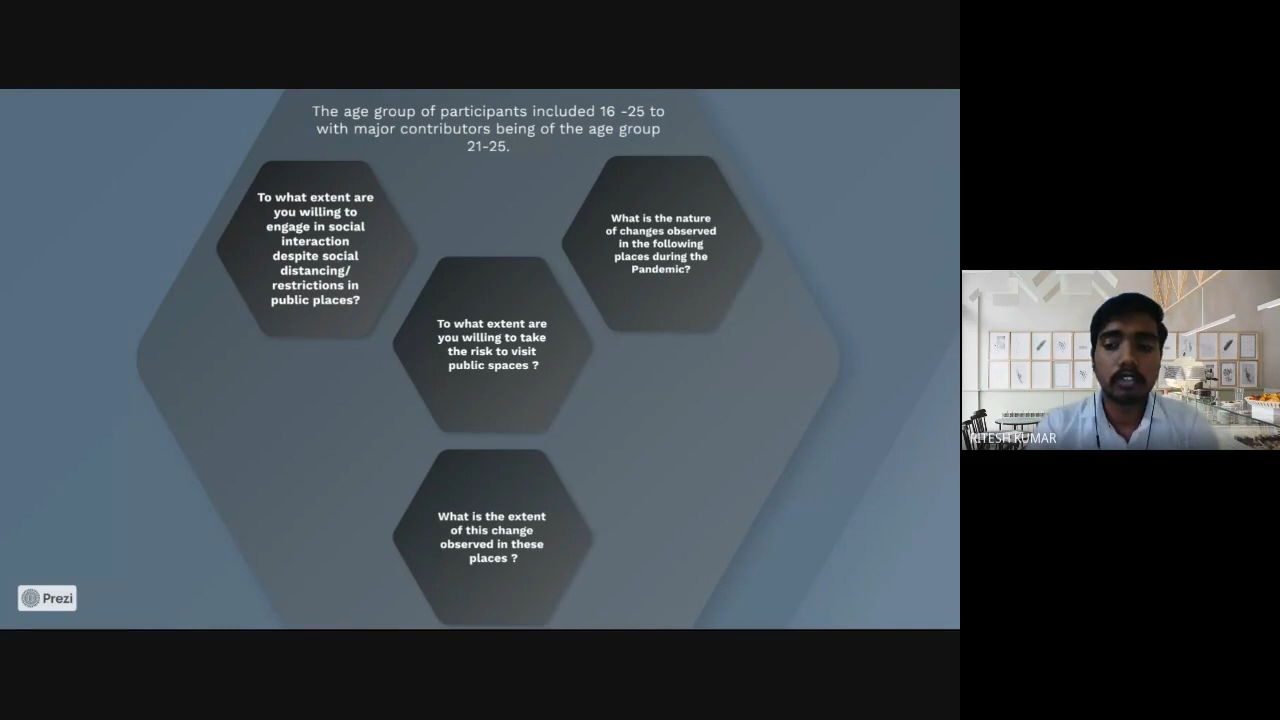 The age group of participants included 16 -25 to
with major contributors being of the age group
21-25.
To what extent are
you willing to
engage in social
interaction
despite social
distancing/
restrictions in
public places?
What is the nature
of changes observed
in the following
places during the
Pandemic?
To what extent are
you willing to take
the risk to visit
public spaces ?
What is the extent
of this change
observed in these
places ?
Prezi
RITESH KUMAR